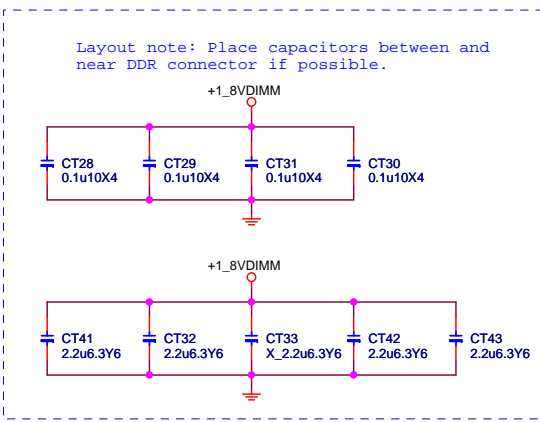 Layout note: Place capacitors between and
near DDR connector if possible.
+1_8VDIMM
CT28 CT29 CT31 CT30
0.1u10X4 0.1u10X4 0.1u10X4 0.1u10X4
+1_8VDIMM
CT41 CT32 CT33 CT42 CT43
2.2u6.3Y6 2.2u6.3Y6 X_2.2u6.3Y6 2.2u6.3Y6 2.2u6.3Y6